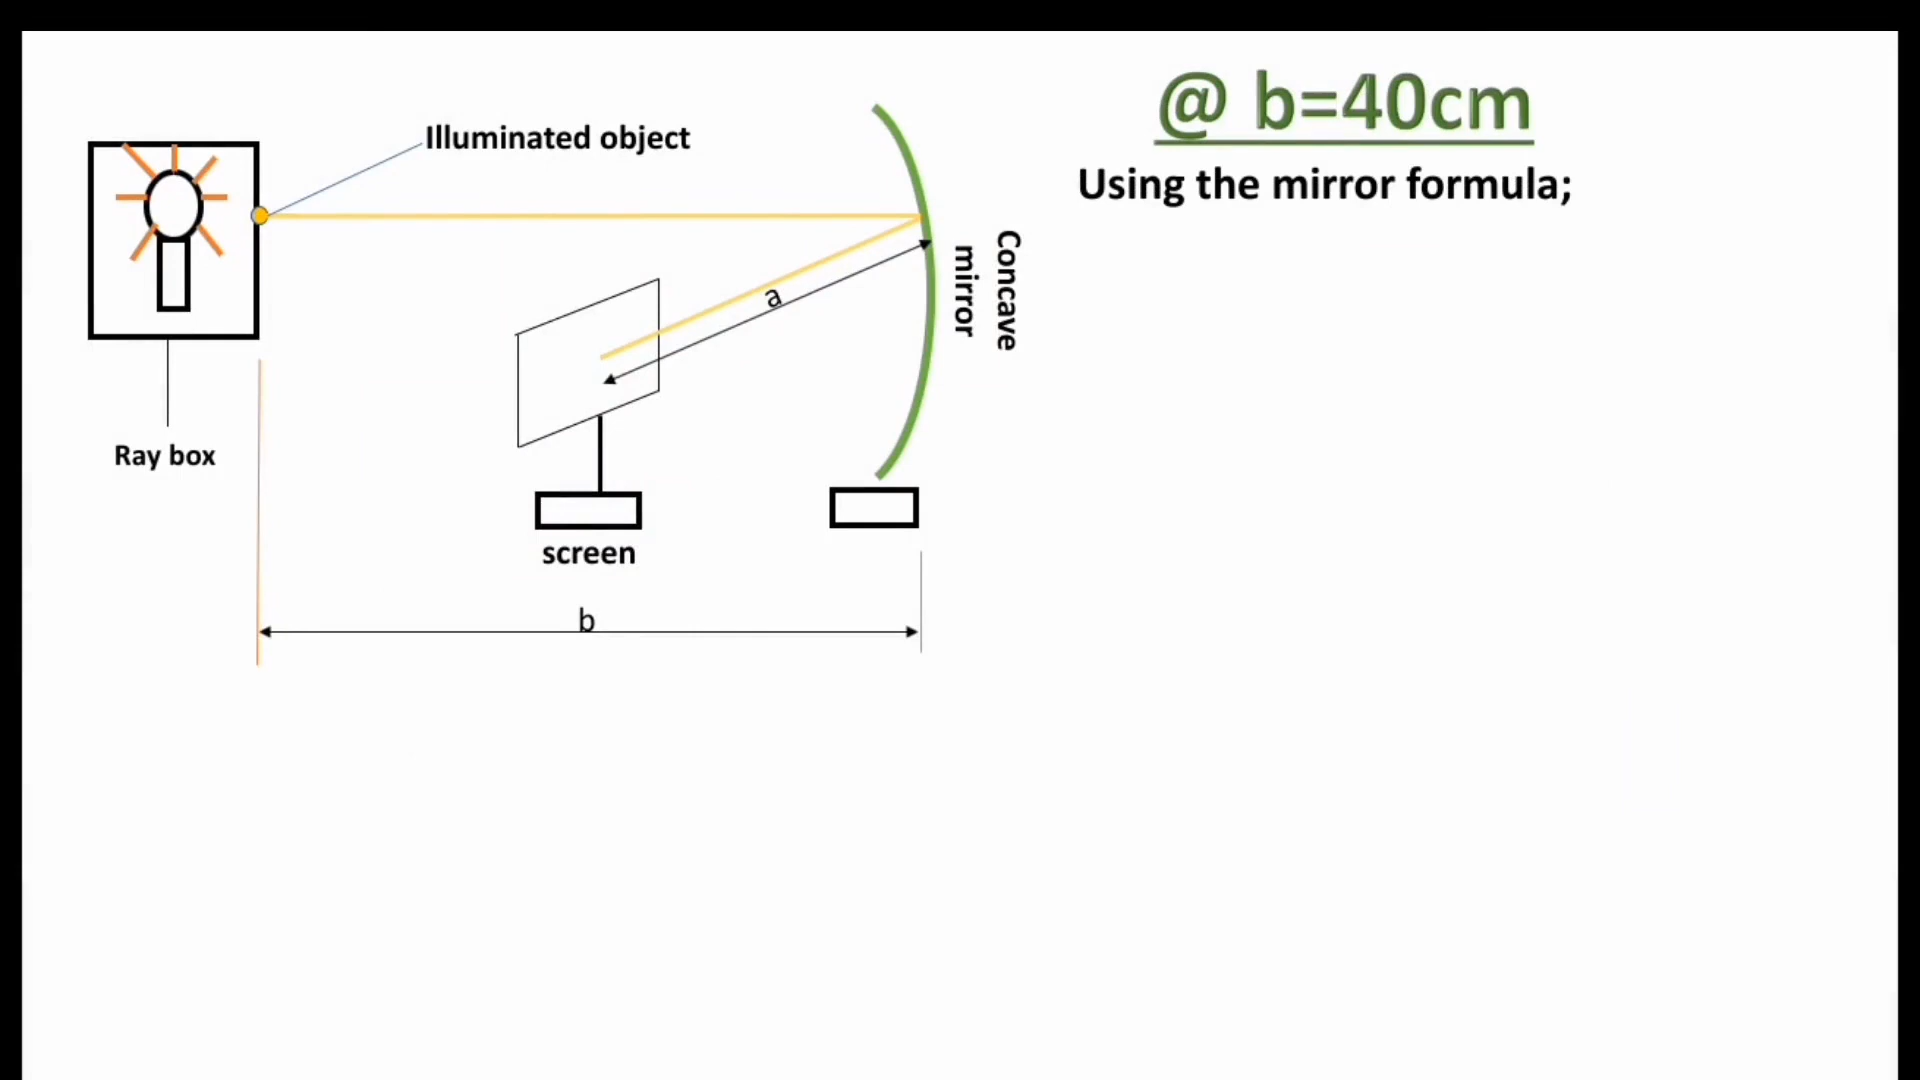 @ b=40cm
Using the mirror formula;
Illuminated object
a
Concave
mirror
Ray box
screen
b